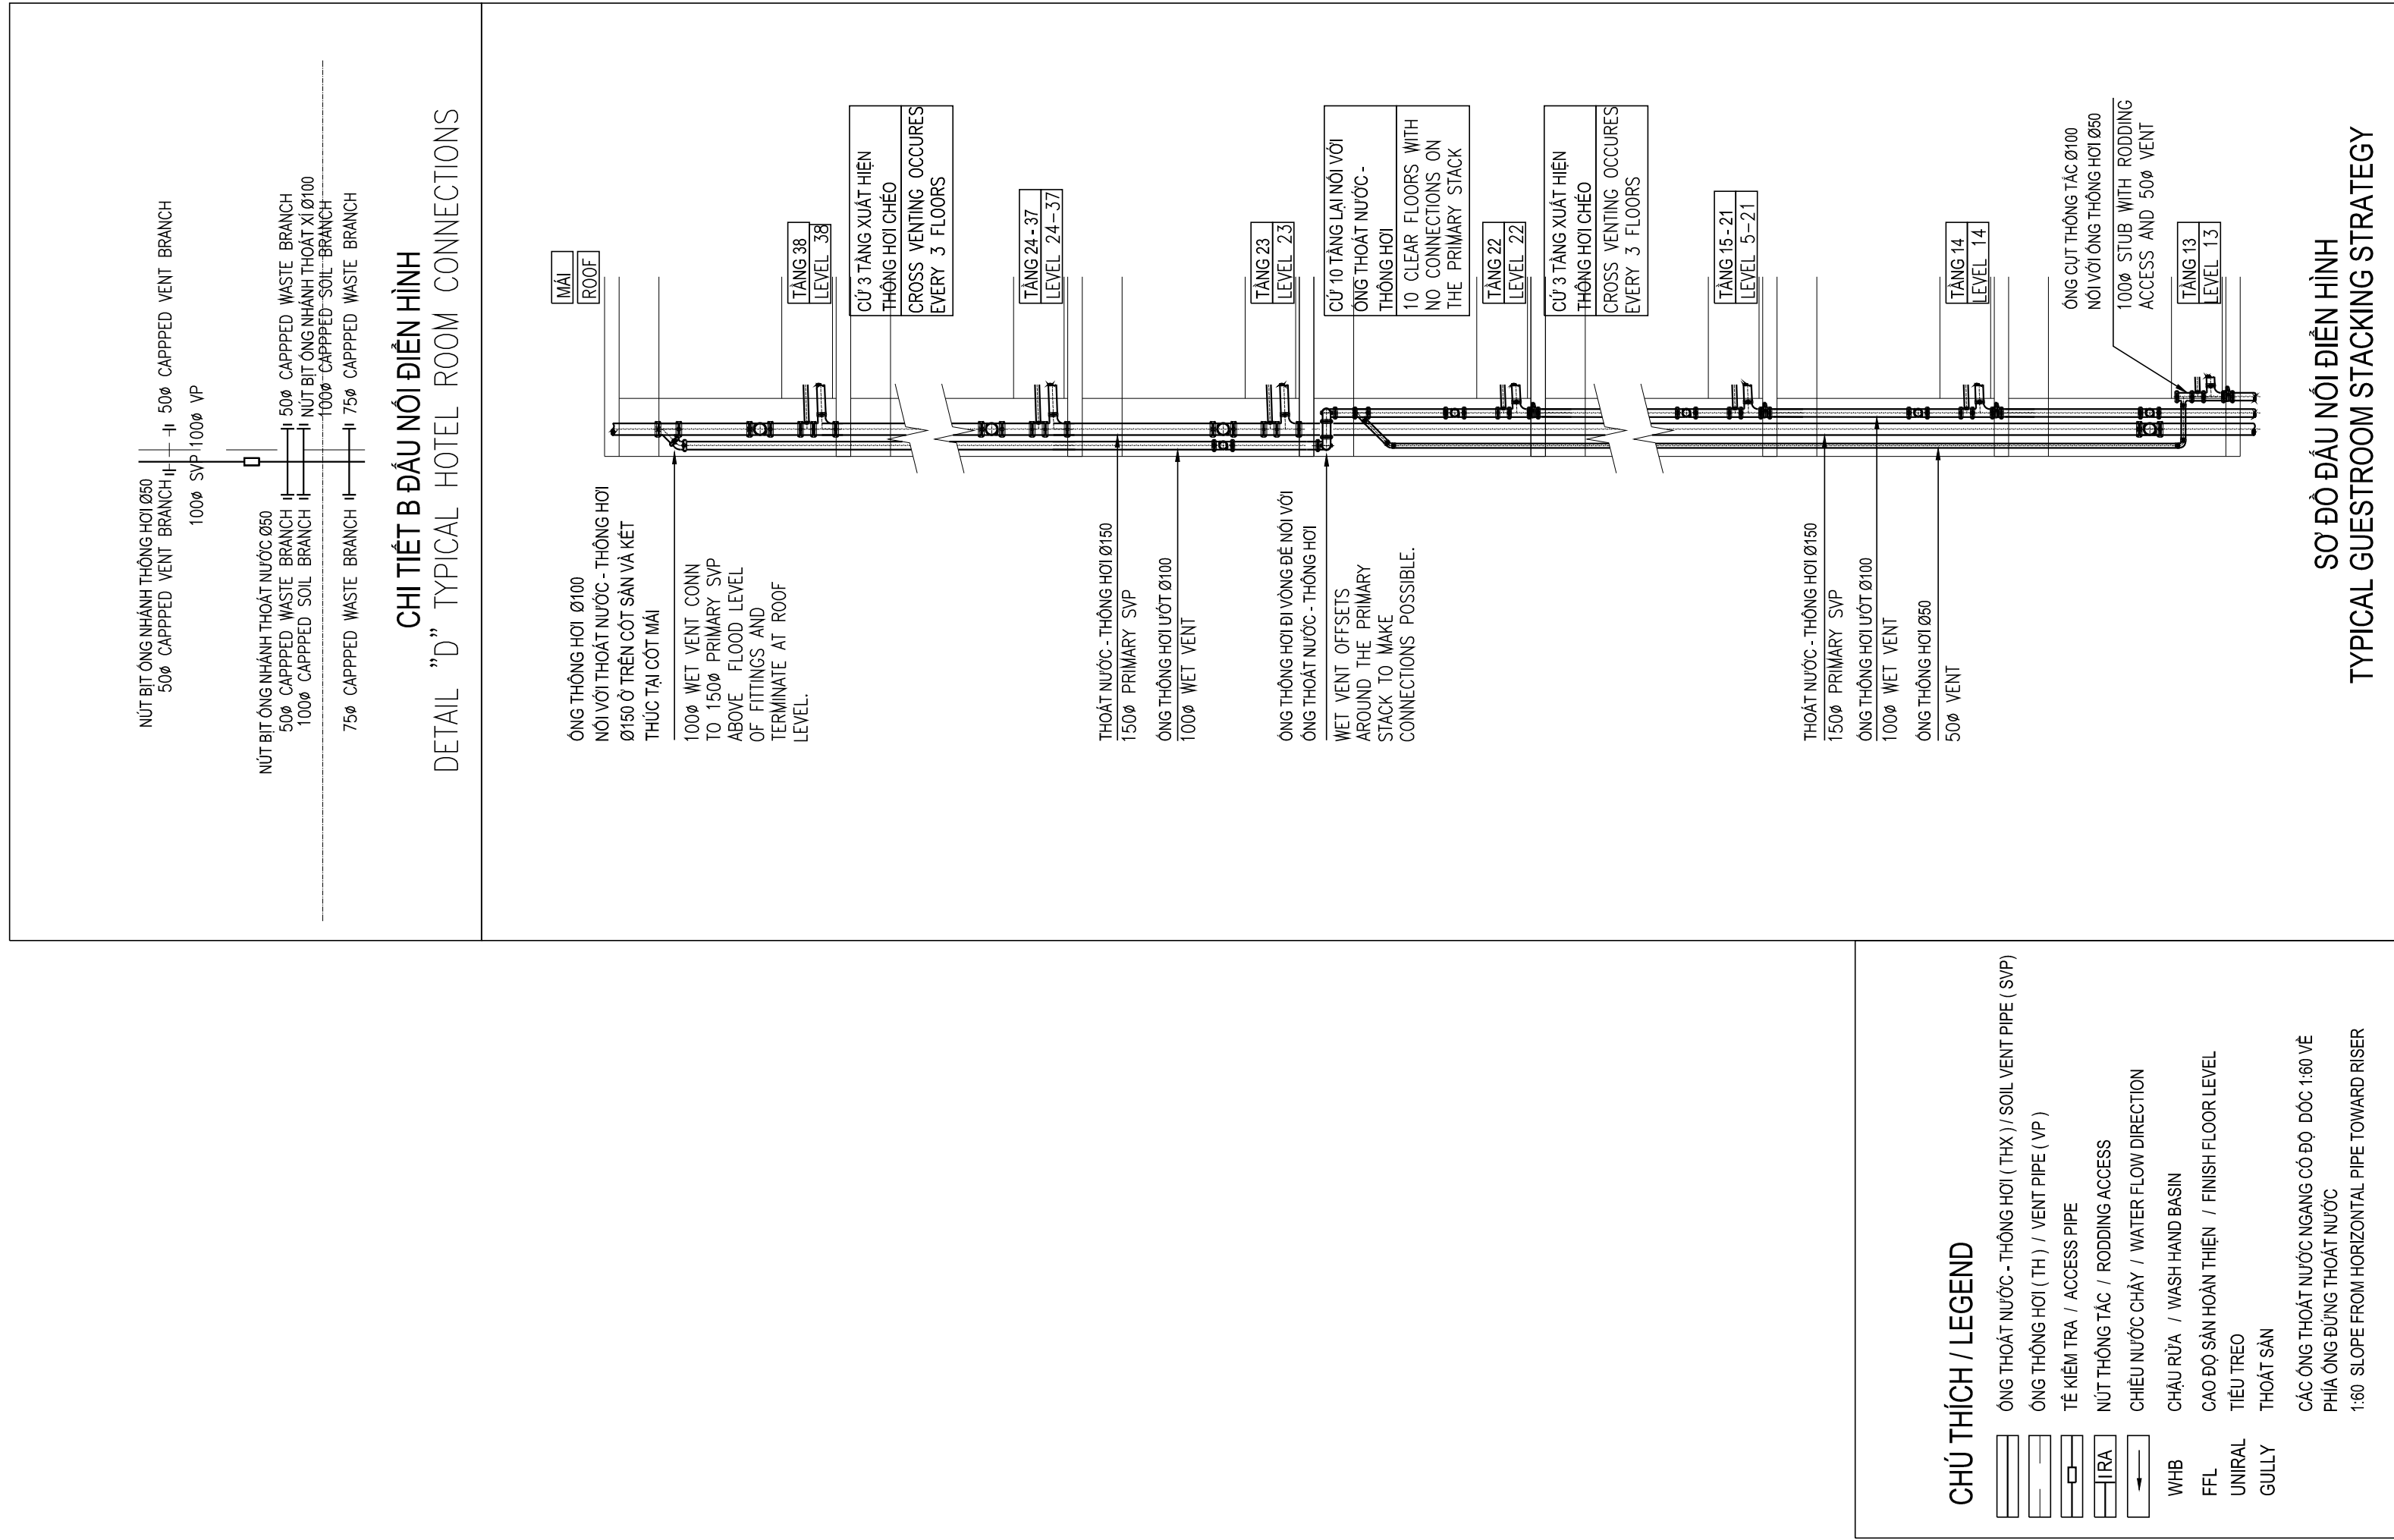 NÚT BỊT ỐNG NHÁNH THÔNG HƠI Ø50
50ø CAPPPED VENT BRANCH
50ø CAPPPED VENT BRANCH
100ø SVP
100ø VP
NÚT BỊT ỐNG NHÁNH THOÁT NƯỚC Ø50
50ø CAPPPED WASTE BRANCH
100ø CAPPPED SOIL BRANCH
75ø CAPPPED WASTE BRANCH
50ø CAPPPED WASTE BRANCH
NÚT BỊT ỐNG NHÁNH THOÁT XÍ Ø100
100ø CAPPPED SOIL BRANCH
75ø CAPPPED WASTE BRANCH
CHI TIẾT B ĐẤU NỐI ĐIỂN HÌNH
DETAIL "D" TYPICAL HOTEL ROOM CONNECTIONS
MÁI
ROOF
TẦNG 38
LEVEL 38
CỨ 3 TẦNG XUẤT HIỆN
THÔNG HƠI CHÉO
CROSS VENTING OCCURES
EVERY 3 FLOORS
TẦNG 24 - 37
LEVEL 24-37
TẦNG 23
LEVEL 23
CỨ 10 TẦNG LẠI NỐI VỚI
ỐNG THOÁT NƯỚC -
THÔNG HƠI
10 CLEAR FLOORS WITH
NO CONNECTIONS ON
THE PRIMARY STACK
TẦNG 22
LEVEL 22
CỨ 3 TẦNG XUẤT HIỆN
THÔNG HƠI CHÉO
CROSS VENTING OCCURES
EVERY 3 FLOORS
TẦNG 15 - 21
LEVEL 5-21
TẦNG 14
LEVEL 14
ỐNG CỤT THÔNG TẮC Ø100
NỐI VỚI ỐNG THÔNG HƠI Ø50
100ø STUB WITH RODDING
ACCESS AND 50ø VENT
TẦNG 13
LEVEL 13
ỐNG THÔNG HƠI Ø100
NỐI VỚI THOÁT NƯỚC - THÔNG HƠI
Ø150 Ở TRÊN CỐT SÀN VÀ KẾT
THÚC TẠI CỐT MÁI
100ø WET VENT CONN
TO 150ø PRIMARY SVP
ABOVE FLOOD LEVEL
OF FITTINGS AND
TERMINATE AT ROOF
LEVEL.
THOÁT NƯỚC - THÔNG HƠI Ø150
150ø PRIMARY SVP
ỐNG THÔNG HƠI ƯỚT Ø100
100ø WET VENT
ỐNG THÔNG HƠI ĐI VÒNG ĐỂ NỐI VỚI
ỐNG THOÁT NƯỚC - THÔNG HƠI
WET VENT OFFSETS
AROUND THE PRIMARY
STACK TO MAKE
CONNECTIONS POSSIBLE.
THOÁT NƯỚC - THÔNG HƠI Ø150
150ø PRIMARY SVP
ỐNG THÔNG HƠI ƯỚT Ø100
100ø WET VENT
ỐNG THÔNG HƠI Ø50
50ø VENT
SƠ ĐỒ ĐẤU NỐI ĐIỂN HÌNH
TYPICAL GUESTROOM STACKING STRATEGY
CHÚ THÍCH / LEGEND
ỐNG THOÁT NƯỚC - THÔNG HƠI ( THX ) / SOIL VENT PIPE ( SVP)
ỐNG THÔNG HƠI ( TH ) / VENT PIPE ( VP )
TÊ KIỂM TRA / ACCESS PIPE
IRA NÚT THÔNG TẮC / RODDING ACCESS
CHIỀU NƯỚC CHẢY / WATER FLOW DIRECTION
WHB CHẬU RỬA / WASH HAND BASIN
FFL CAO ĐỘ SÀN HOÀN THIỆN / FINISH FLOOR LEVEL
UNIRAL TIỂU TREO
GULLY THOÁT SÀN
CÁC ỐNG THOÁT NƯỚC NGANG CÓ ĐỘ DỐC 1:60 VỀ
PHÍA ỐNG ĐỨNG THOÁT NƯỚC
1:60 SLOPE FROM HORIZONTAL PIPE TOWARD RISER